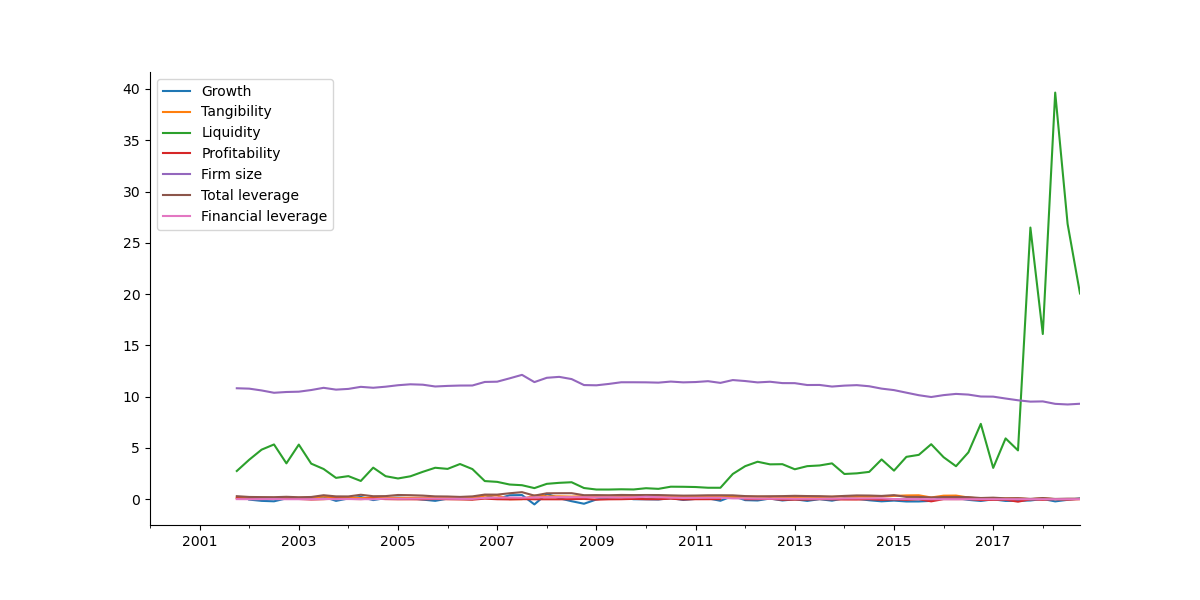 Growth
Tangibility
Liquidity
Profitability
Firm size
Total leverage
Financial leverage
40
35
30
25
20
15
10
5
0
2001 2003 2005 2007 2009 2011 2013 2015 2017